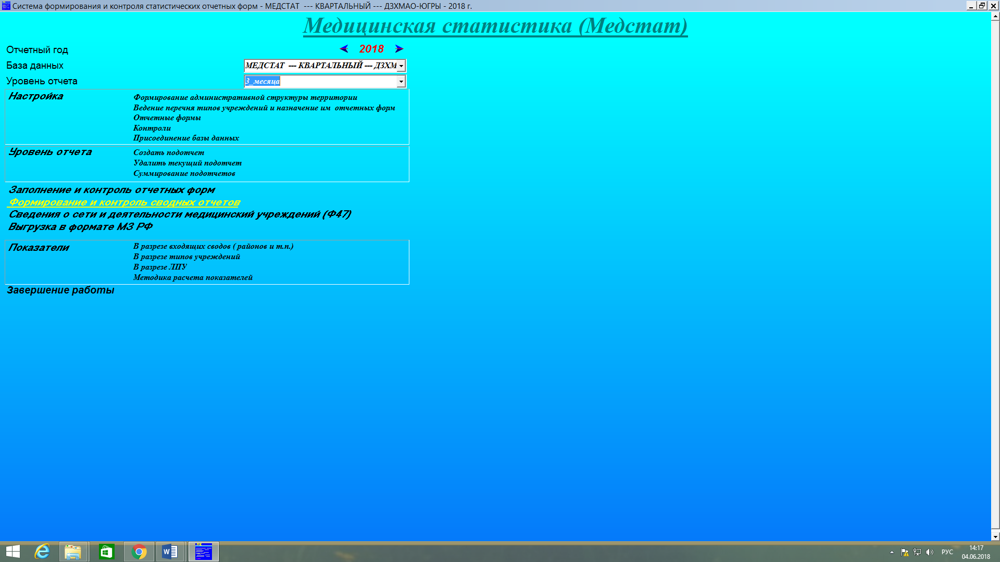 Система формирования и контроля статистических отчетных форм - МЕДСТАТ --- КВАРТАЛЬНЫЙ --- ДЗХМАО-ЮГРЫ - 2018 г.
Медицинская статистика (Медстат)
Отчетный год
2018
База данных
МЕДСТАТ --- КВАРТАЛЬНЫЙ --- ДЗХМ
Уровень отчета
3_месяца
Настройка
Формирование административной структуры территории
Ведение перечня типов учреждений и назначение им отчетных форм
Отчетные формы
Контроли
Присоединение базы данных
Уровень отчета
Создать подотчет
Удалить текущий подотчет
Суммирование подотчетов
Заполнение и контроль отчетных форм
Формирование и контроль сводных отчетов
Сведения о сети и деятельности медицинский учреждений (Ф47)
Выгрузка в формате МЗ РФ
Показатели
В разрезе входящих сводов ( районов и т.п.)
В разрезе типов учреждений
В разрезе ЛПУ
Методика расчета показателей
Завершение работы
РУС
14:17
04.06.2018